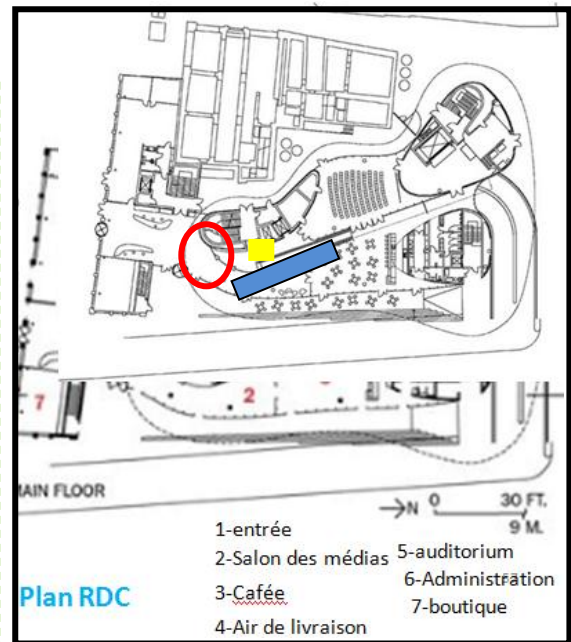 7
2
MAIN FLOOR
N 0 30 FT.
9 M.
1-entrée
2-Salon des médias
3-Cafée
4-Air de livraison
5-auditorium
6-Administration
7-boutique
Plan RDC